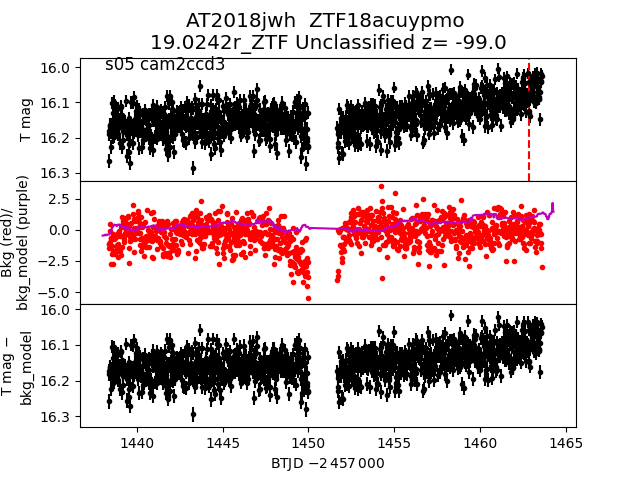 AT2018jwh  ZTF18acuypmo
19.0242r_ZTF Unclassified z= -99.0
s05 cam2ccd3
T mag
16.0
16.1
16.2
16.3
Bkg (red)/
bkg_model (purple)
2.5
0.0
−2.5
−5.0
T mag −
bkg_model
16.0
16.1
16.2
16.3
1440 1445 1450 1455 1460 1465
BTJD −2 457 000